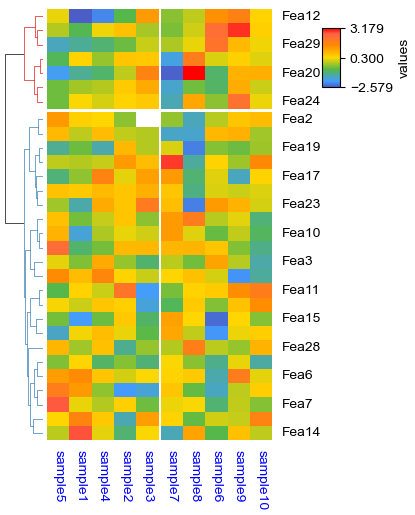 Fea12
Fea29
Fea20
Fea24
Fea2
Fea19
Fea17
Fea23
Fea10
Fea3
Fea11
Fea15
Fea28
Fea6
Fea7
Fea14
3.179
0.300
−2.579
values
sample5
sample1
sample4
sample2
sample3
sample7
sample8
sample6
sample9
sample10